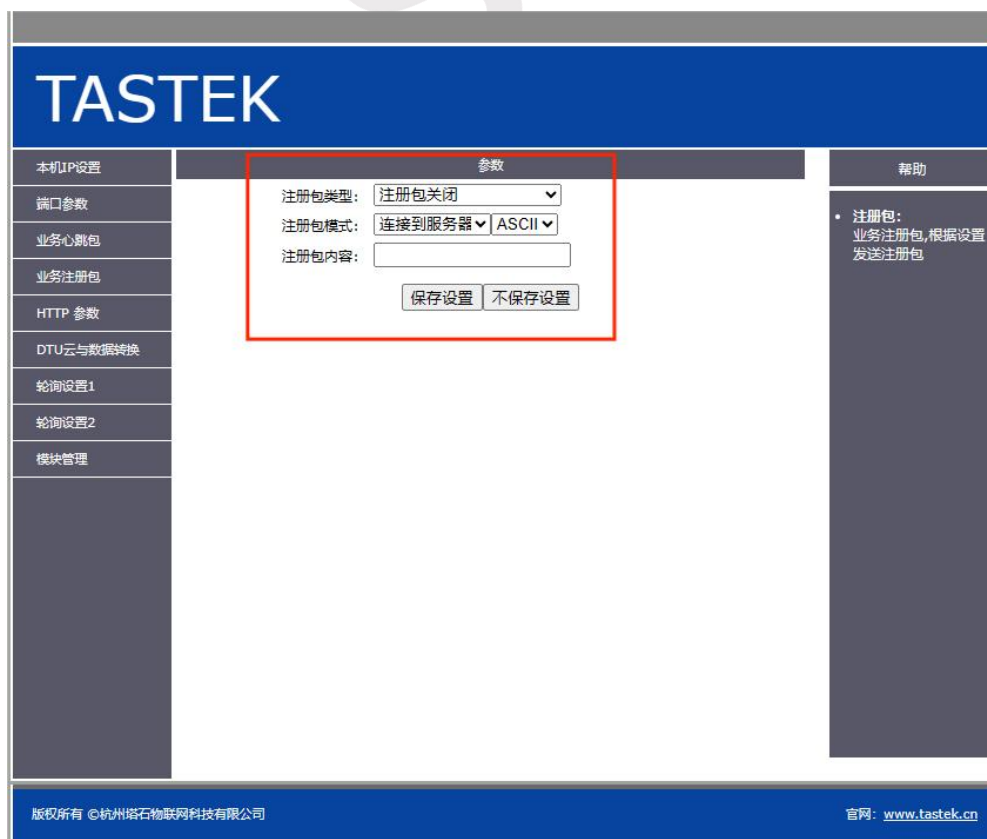 TASTEK
本机IP设置
端口参数
业务心跳包
业务注册包
HTTP 参数
DTU云与数据转换
轮询设置1
轮询设置2
模块管理
参数
注册包类型: 注册包关闭
注册包模式: 连接到服务器 ASCII
注册包内容:
保存设置 不保存设置
帮助
• 注册包:
业务注册包,根据设置
发送注册包
版权所有 ©杭州塔石物联网科技有限公司
官网: www.tastek.cn